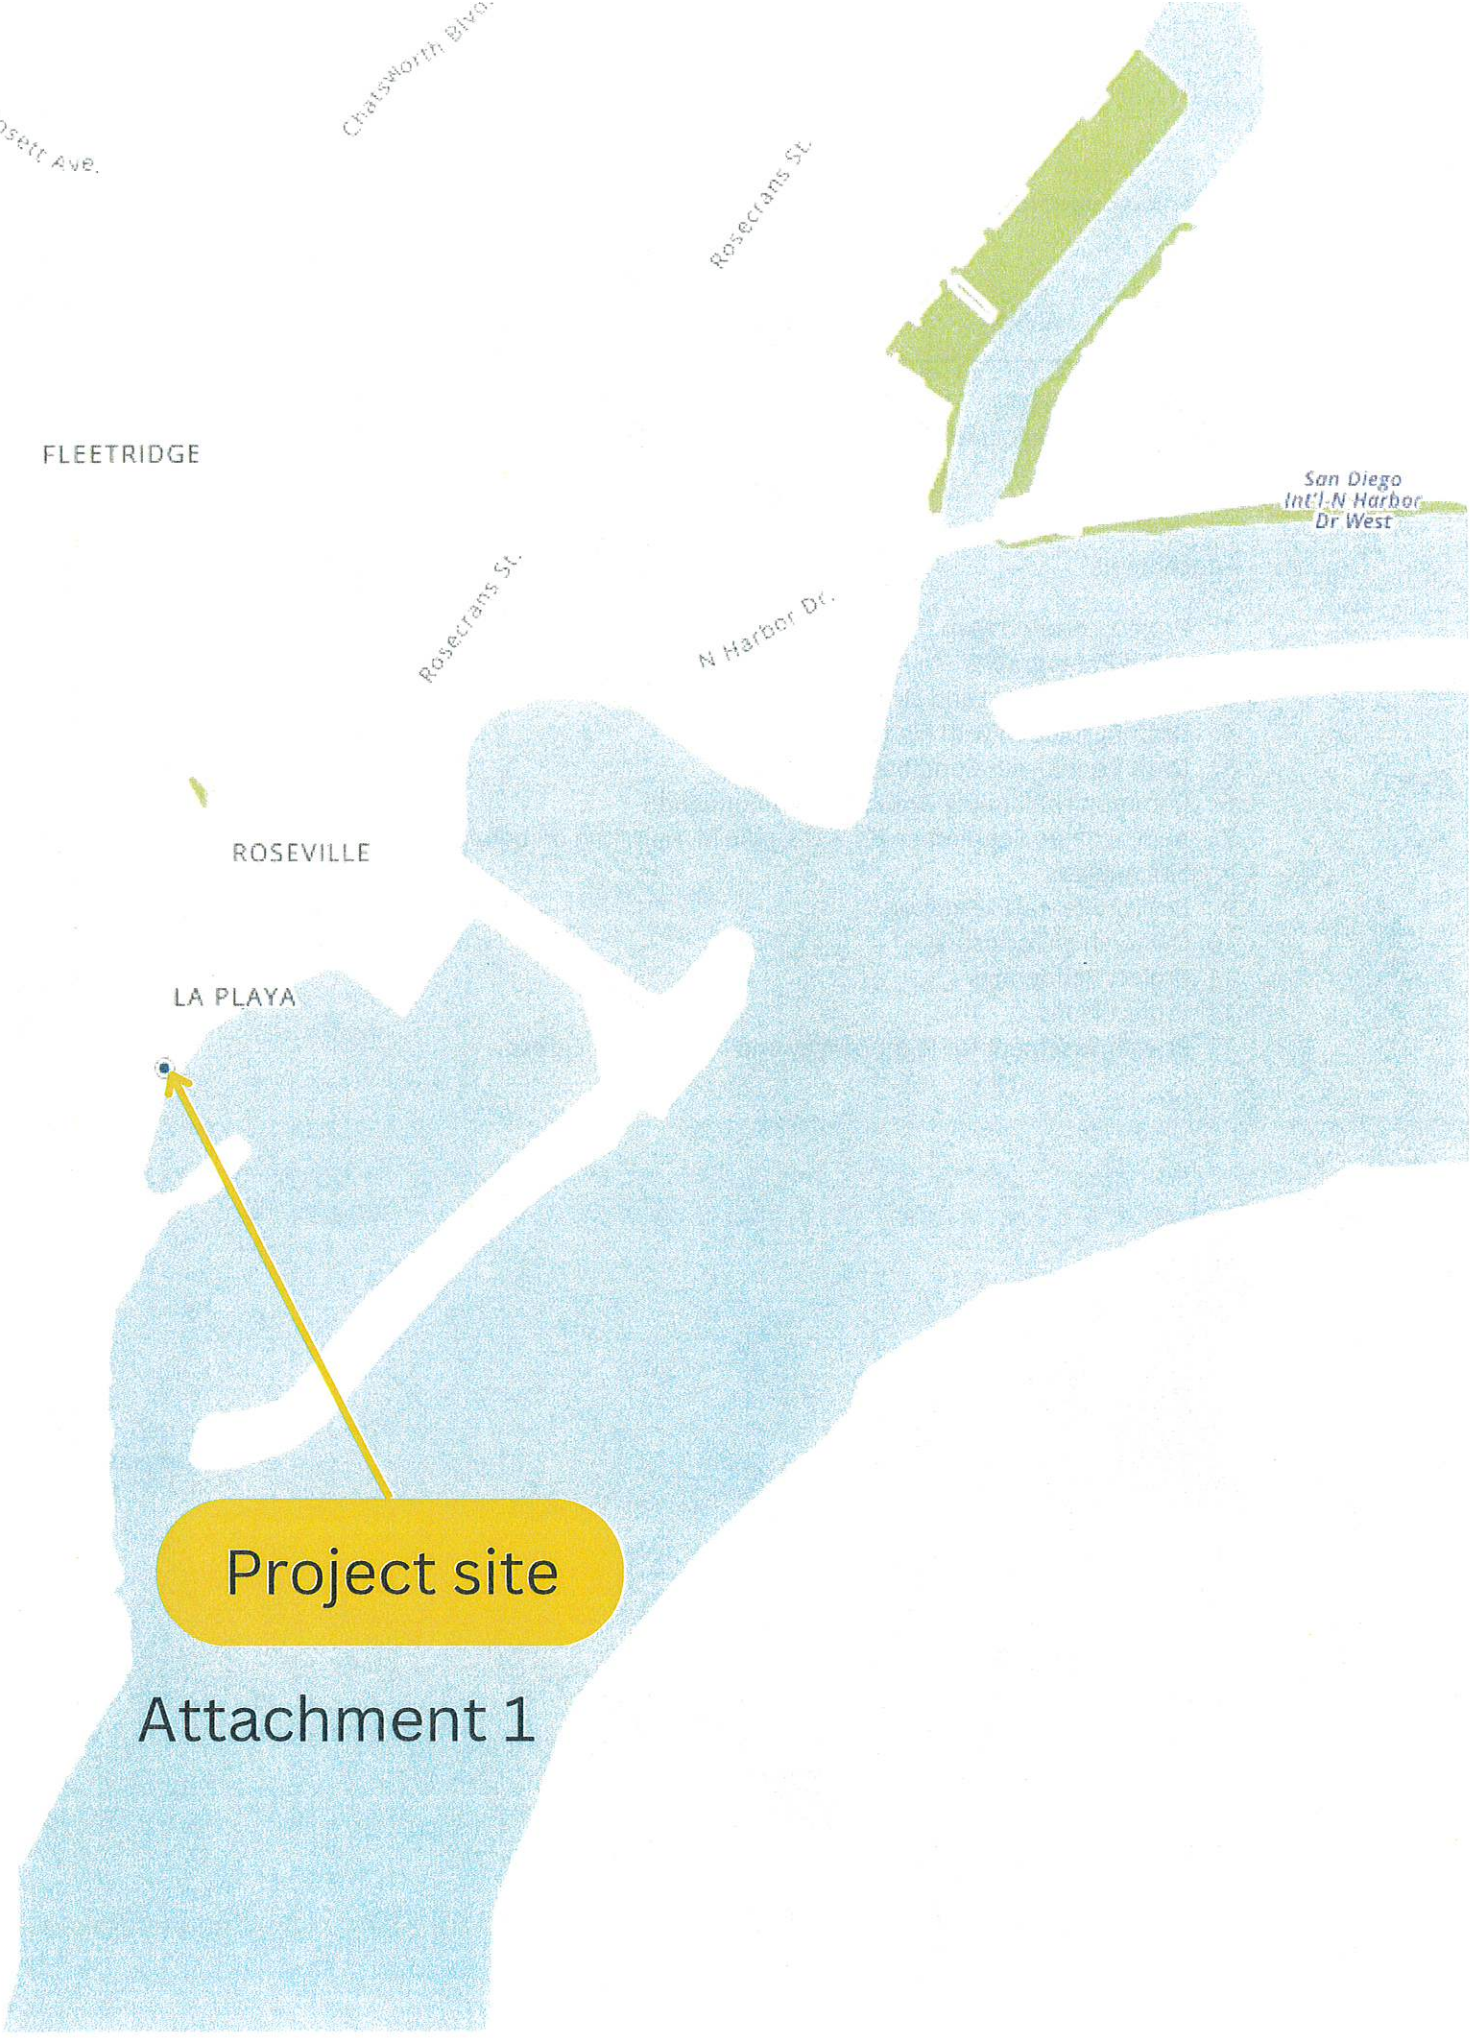 Chatsworth Blvd.
Ave.
Rosecrans St.
FLEETRIDGE
San Diego
Int'l-N Harbor
Dr West
Rosecrans St.
N Harbor Dr.
ROSEVILLE
LA PLAYA
Project site
Attachment 1